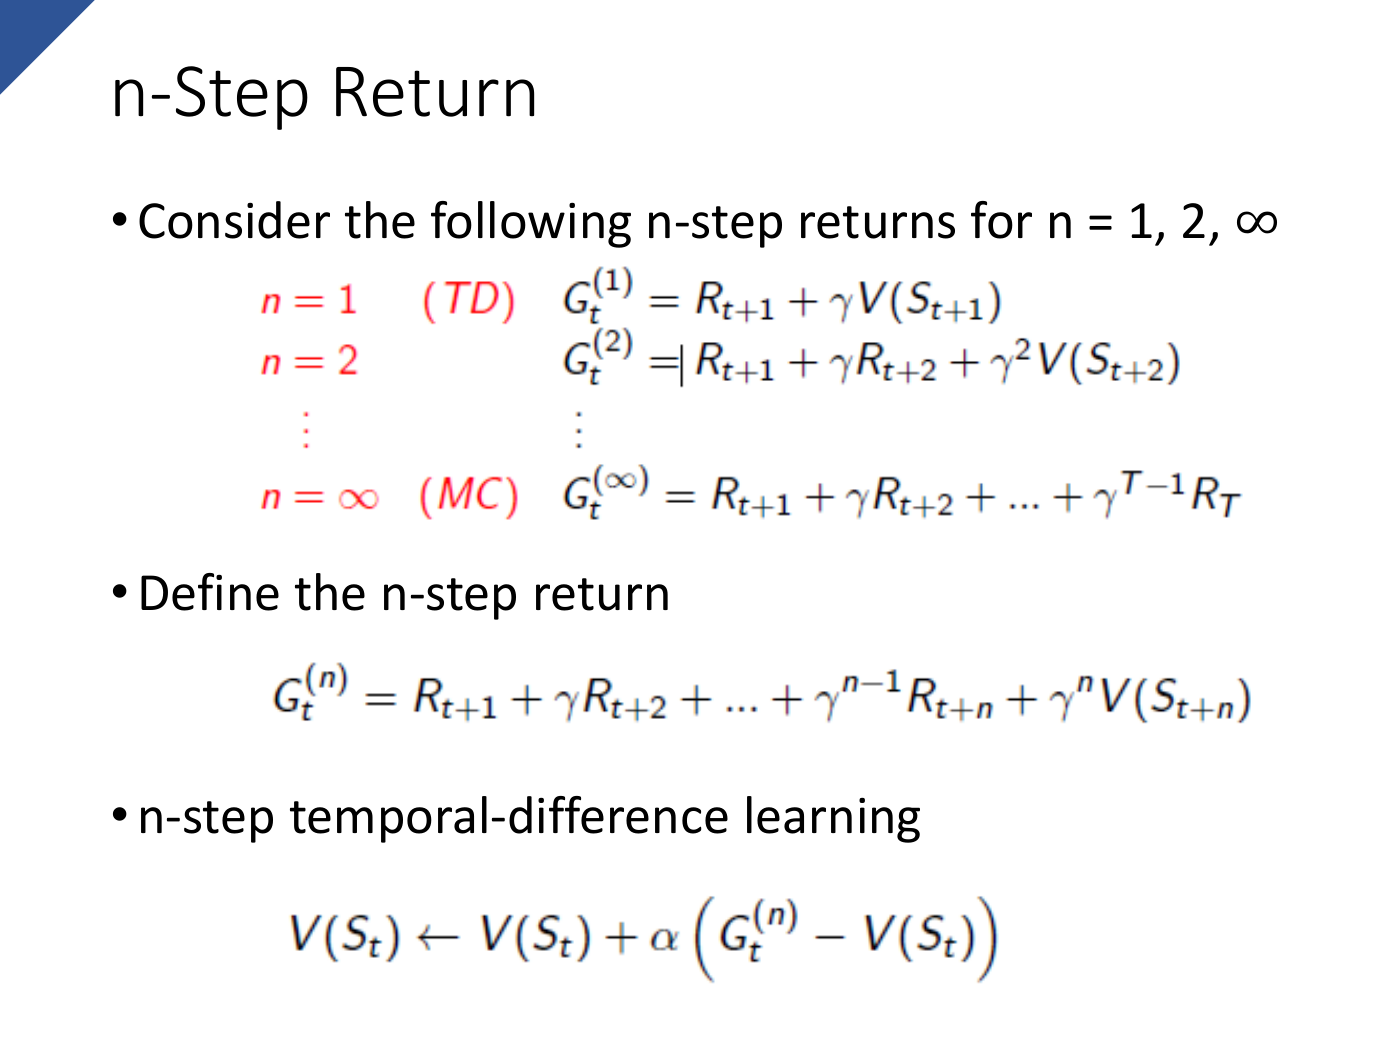 n-Step Return
• Consider the following n-step returns for n = 1, 2, ∞
n = 1 (TD) G_t^{(1)} = R_{t+1} + γV(S_{t+1})
n = 2 G_t^{(2)} =| R_{t+1} + γR_{t+2} + γ^2V(S_{t+2})
⋮ ⋮
n = ∞ (MC) G_t^{(∞)} = R_{t+1} + γR_{t+2} + ... + γ^{T−1}R_T
• Define the n-step return
G_t^{(n)} = R_{t+1} + γR_{t+2} + ... + γ^{n−1}R_{t+n} + γ^nV(S_{t+n})
• n-step temporal-difference learning
V(S_t) ← V(S_t) + α(G_t^{(n)} − V(S_t))